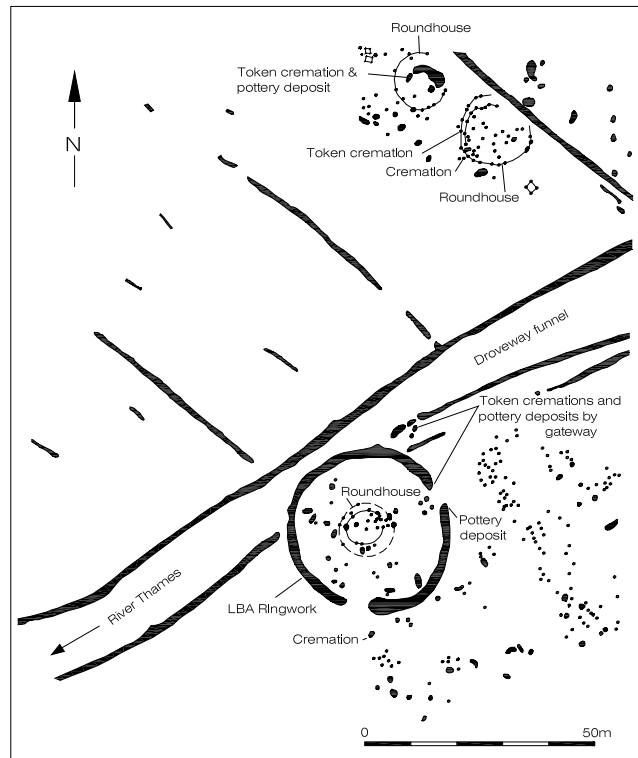 Roundhouse
Token cremation &
pottery deposit
N
Token cremation
Cremation
Roundhouse
Droveway funnel
Token cremations and
pottery deposits by
gateway
Roundhouse
Pottery
deposit
River Thames
LBA RIngwork
Cremation
0
50m